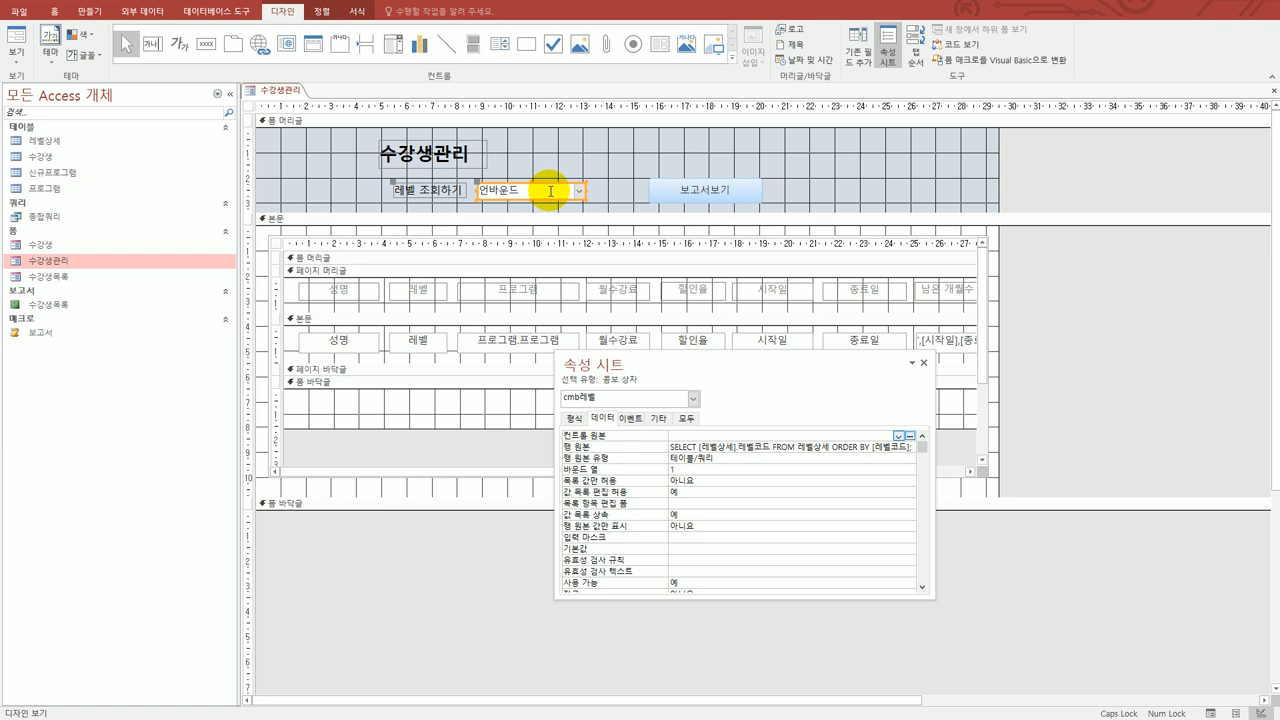 파일 홈 만들기 외부 데이터 데이터베이스 도구 디자인 정렬 서식 수행할 작업을 알려 주세요.
보기
보기
가가
테마
색
글꼴
테마
컨트롤
이미지 삽입
로고
제목
날짜 및 시간
머리글/바닥글
기존 필드 추가
속성 시트
탭 순서
새 창에서 하위 폼 보기
코드 보기
폼 매크로를 Visual Basic으로 변환
도구
모든 Access 개체
검색...
테이블
레벨상세
수강생
신규프로그램
프로그램
쿼리
종합쿼리
폼
수강생
수강생관리
수강생목록
보고서
수강생목록
매크로
보고서
수강생관리
폼 머리글
수강생관리
레벨 조회하기 언바운드 보고서보기
본문
폼 머리글
페이지 머리글
성명 레벨 프로그램 월수강료 할인율 시작일 종료일 남은 개월수
본문
성명 레벨 프로그램.프로그램 월수강료 할인율 시작일 종료일 ",[시작일],[종료
페이지 바닥글
폼 바닥글
폼 바닥글
속성 시트
선택 유형: 콤보 상자
cmb레벨
형식 데이터 이벤트 기타 모두
컨트롤 원본
행 원본 SELECT [레벨상세].레벨코드 FROM 레벨상세 ORDER BY [레벨코드];
행 원본 유형 테이블/쿼리
바운드 열 1
목록 값만 허용 아니요
값 목록 편집 허용 예
목록 항목 편집 폼
값 목록 상속 예
행 원본 값만 표시 아니요
입력 마스크
기본값
유효성 검사 규칙
유효성 검사 텍스트
사용 가능 예
디자인 보기
Caps Lock Num Lock